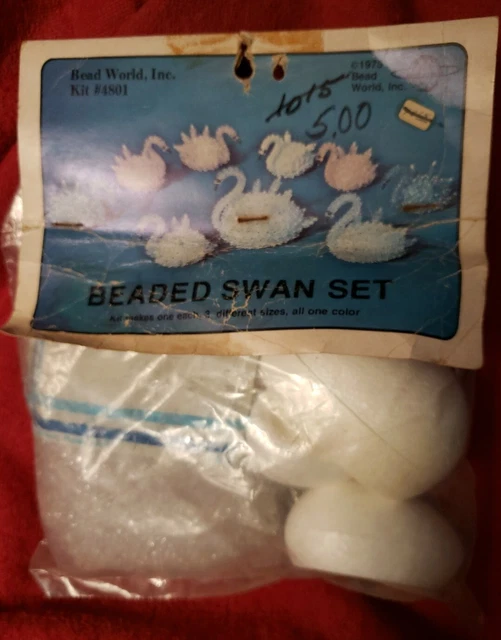 Bead World, Inc.
Kit #4801
©1973
Bead
World, Inc.
1015
5.00
BEADED SWAN SET
Kit makes one each, 3 different sizes, all one color